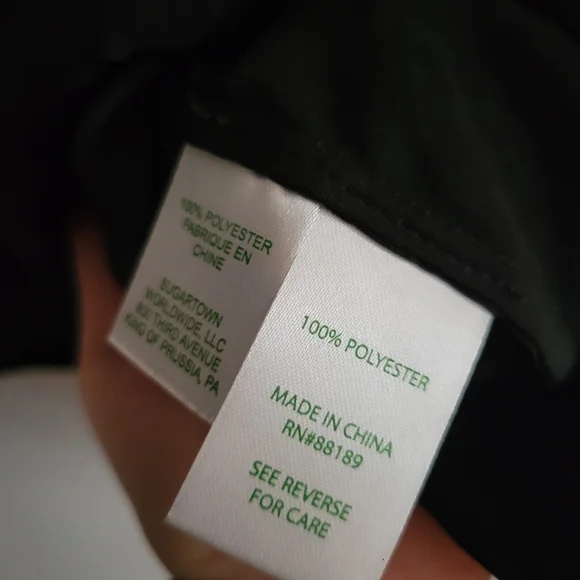 100% POLYESTER
FABRIQUE EN
CHINE
SUGARTOWN
WORLDWIDE, LLC
800 THIRD AVENUE
KING OF PRUSSIA, PA
100% POLYESTER
MADE IN CHINA
RN#88189
SEE REVERSE
FOR CARE